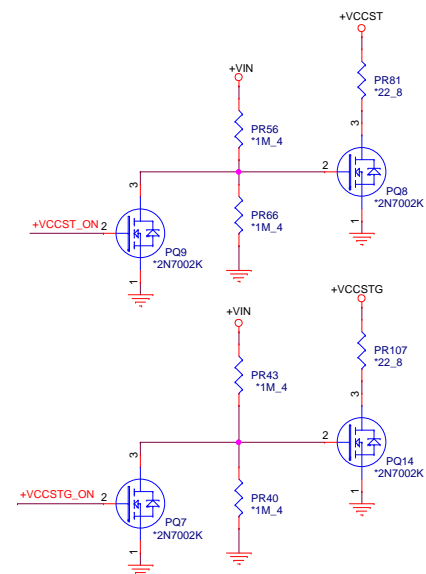 +VCCST
+VIN
PR81
*22_8
PR56
*1M_4
3
2
3
PQ8
*2N7002K
+VCCST_ON
2
PR66
*1M_4
1
PQ9
*2N7002K
1
+VCCSTG
+VIN
PR107
*22_8
PR43
*1M_4
3
2
3
PQ14
*2N7002K
+VCCSTG_ON
2
PR40
*1M_4
1
PQ7
*2N7002K
1